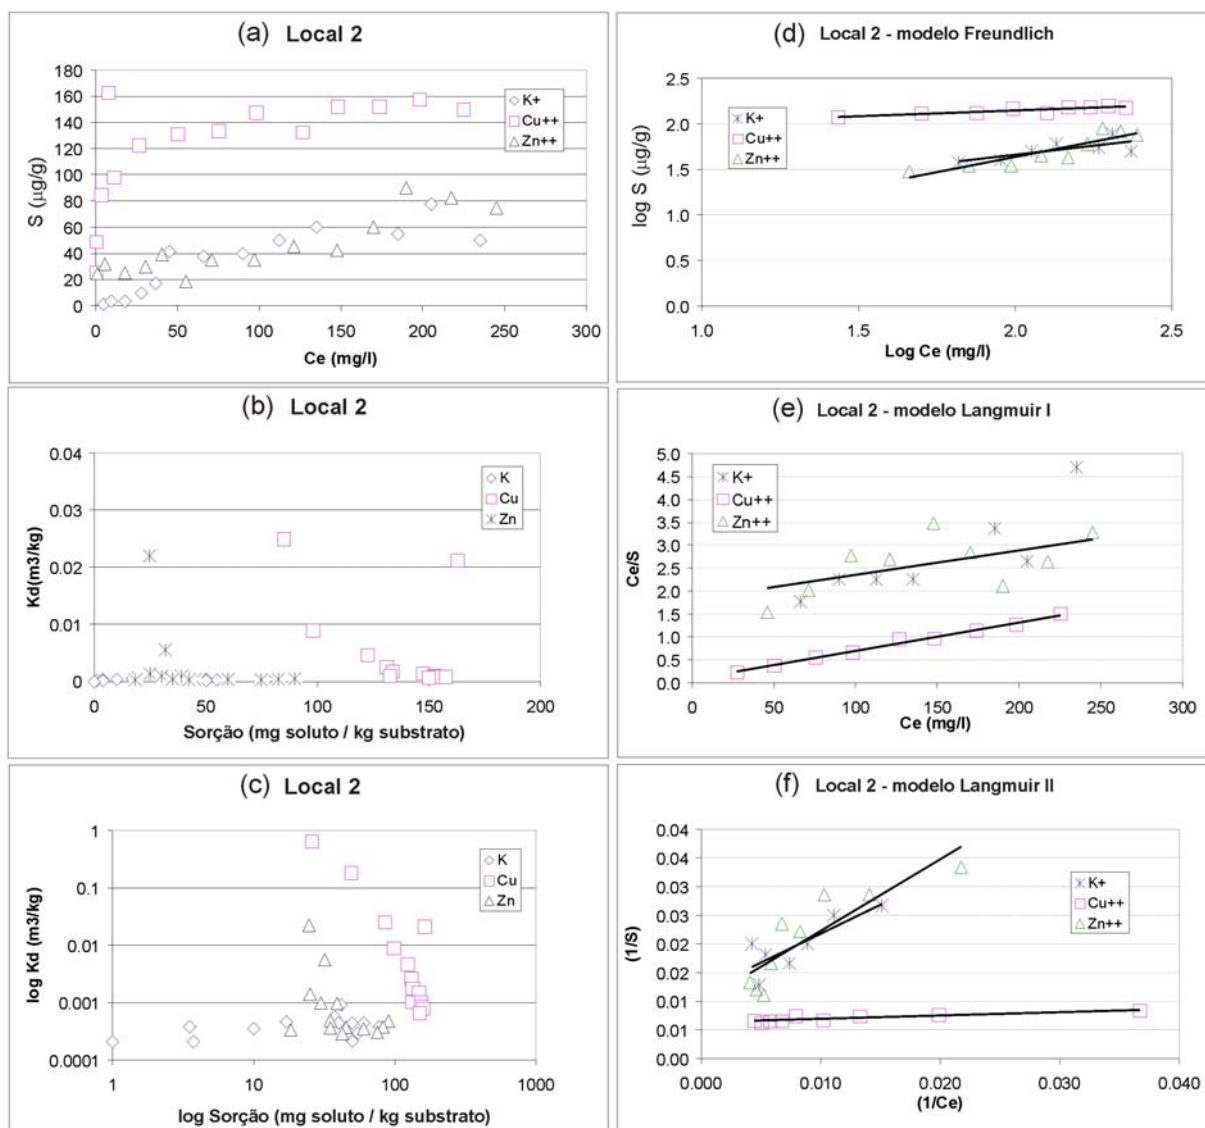 (a) Local 2
S (µg/g)
180
160
140
120
100
80
60
40
20
0
0 50 100 150 200 250 300
Ce (mg/l)
K+
Cu++
Zn++
(d) Local 2 - modelo Freundlich
log S (µg/g)
2.5
2.0
1.5
1.0
0.5
0.0
1.0 1.5 2.0 2.5
Log Ce (mg/l)
K+
Cu++
Zn++
(b) Local 2
Kd(m3/kg)
0.04
0.03
0.02
0.01
0
0 50 100 150 200
Sorção (mg soluto / kg substrato)
K
Cu
Zn
(e) Local 2 - modelo Langmuir I
Ce/S
5.0
4.5
4.0
3.5
3.0
2.5
2.0
1.5
1.0
0.5
0.0
0 50 100 150 200 250 300
Ce (mg/l)
K+
Cu++
Zn++
(c) Local 2
log Kd (m3/kg)
1
0.1
0.01
0.001
0.0001
1 10 100 1000
log Sorção (mg soluto / kg substrato)
K
Cu
Zn
(f) Local 2 - modelo Langmuir II
(1/S)
0.04
0.04
0.03
0.03
0.02
0.02
0.01
0.01
0.00
0.000 0.010 0.020 0.030 0.040
(1/Ce)
K+
Cu++
Zn++